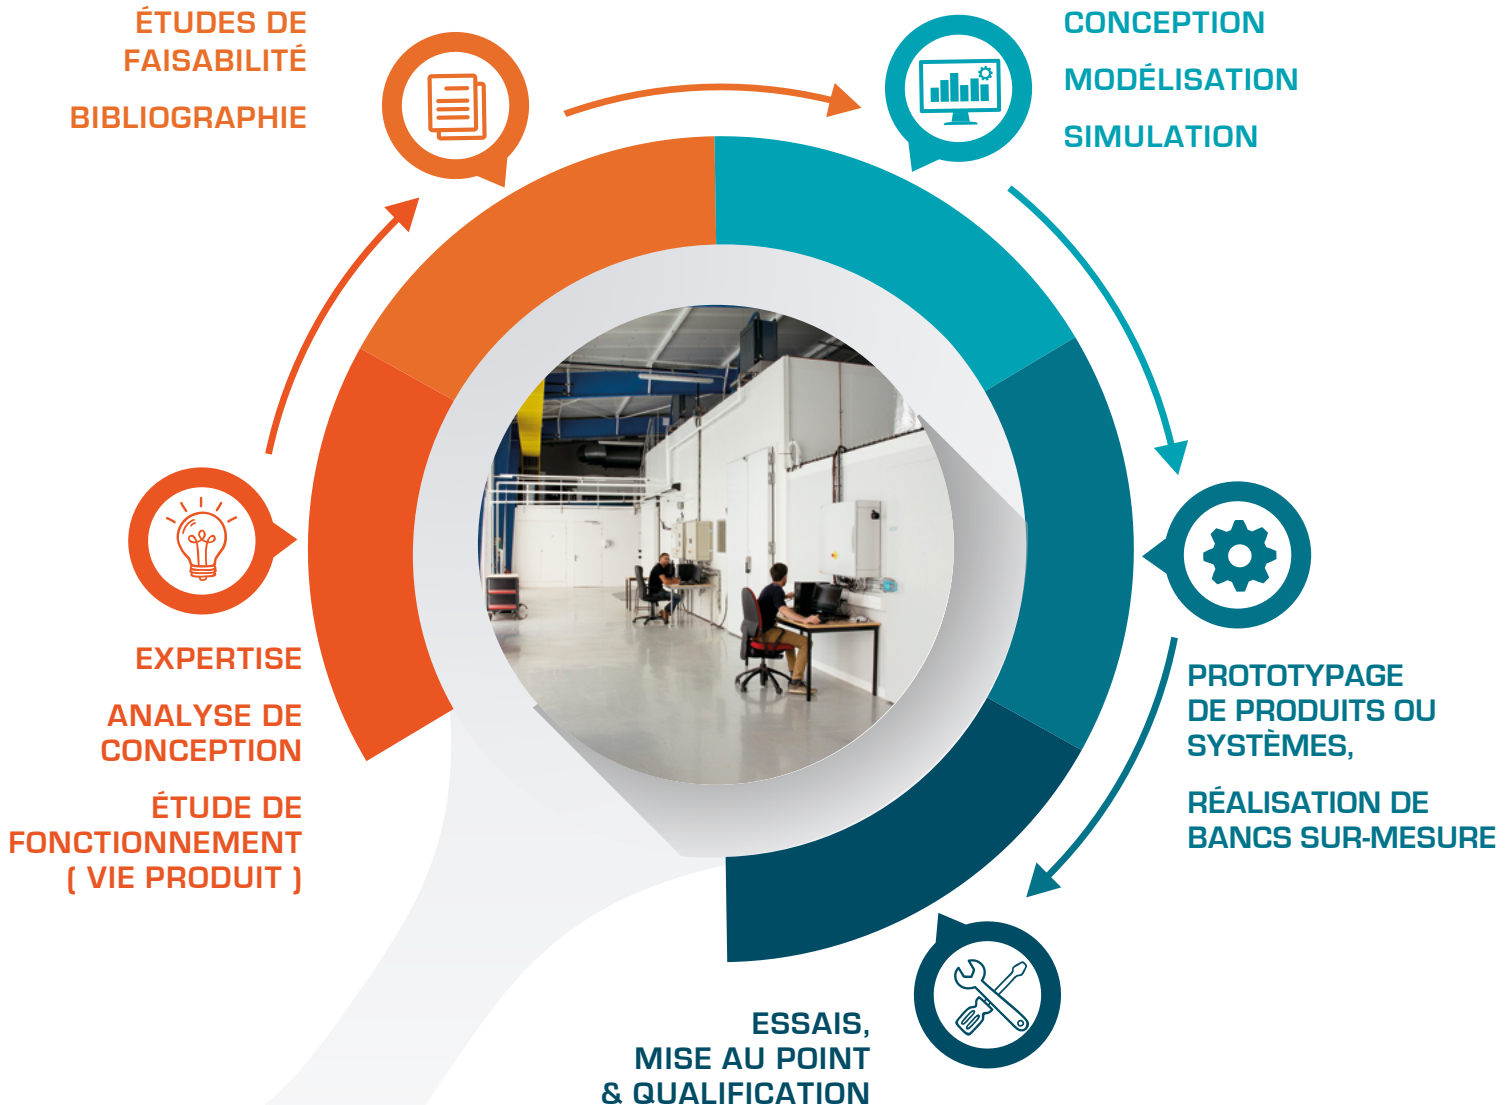 ÉTUDES DE
FAISABILITÉ
BIBLIOGRAPHIE
CONCEPTION
MODÉLISATION
SIMULATION
EXPERTISE
ANALYSE DE
CONCEPTION
ÉTUDE DE
FONCTIONNEMENT
( VIE PRODUIT )
PROTOTYPAGE
DE PRODUITS OU
SYSTÈMES,
RÉALISATION DE
BANCS SUR-MESURE
ESSAIS,
MISE AU POINT
& QUALIFICATION